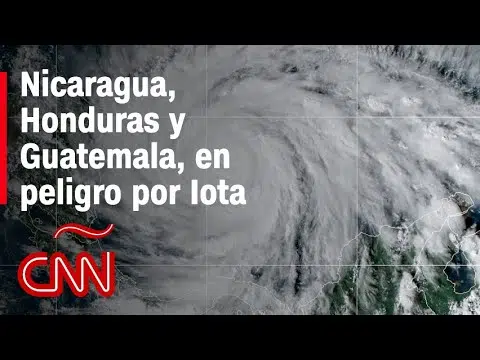 Nicaragua,
Honduras y
Guatemala, en
peligro por Iota
CNN